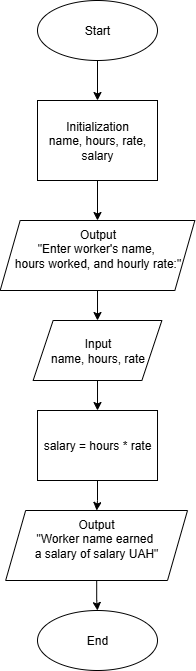 Start
Initialization
name, hours, rate,
salary
Output
"Enter worker's name,
hours worked, and hourly rate:"
Input
name, hours, rate
salary = hours * rate
Output
"Worker name earned
a salary of salary UAH"
End